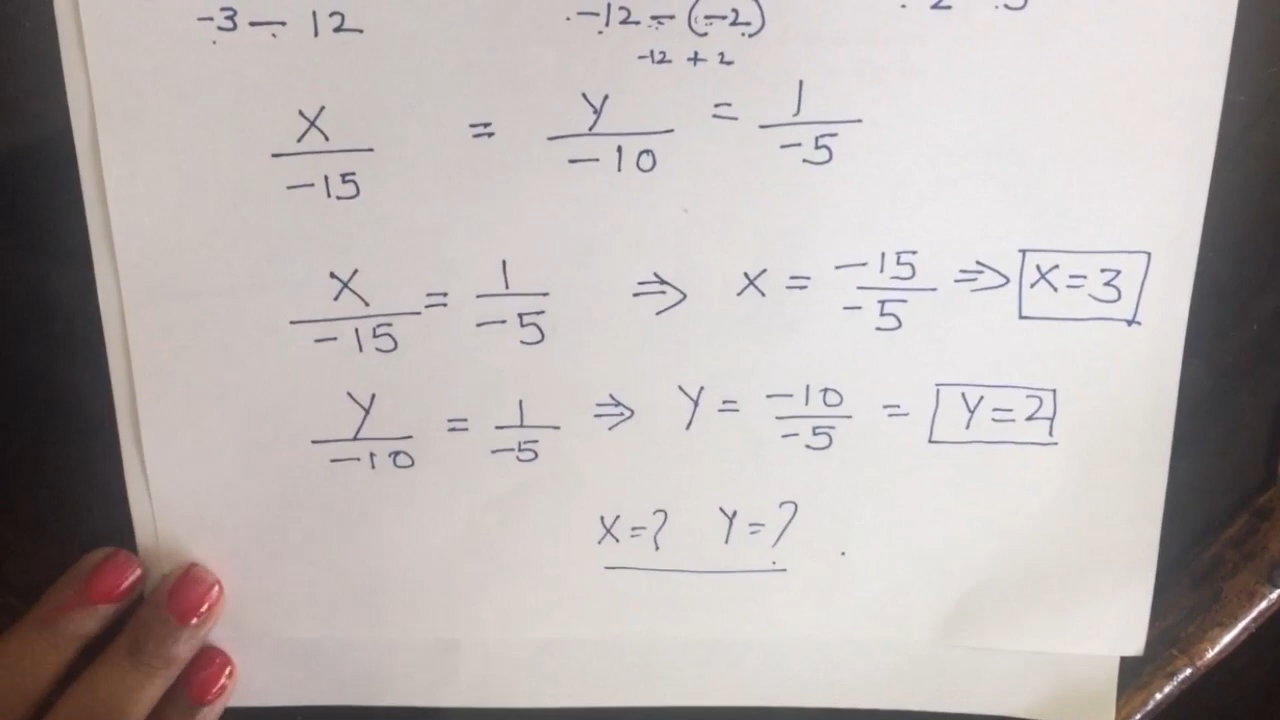 -3 - 12 -12 - (-2)
-12 + 2
X/-15 = Y/-10 = 1/-5
X/-15 = 1/-5 ⇒ X = -15/-5 ⇒ X=3
Y/-10 = 1/-5 ⇒ Y = -10/-5 = Y=2
X=? Y=?